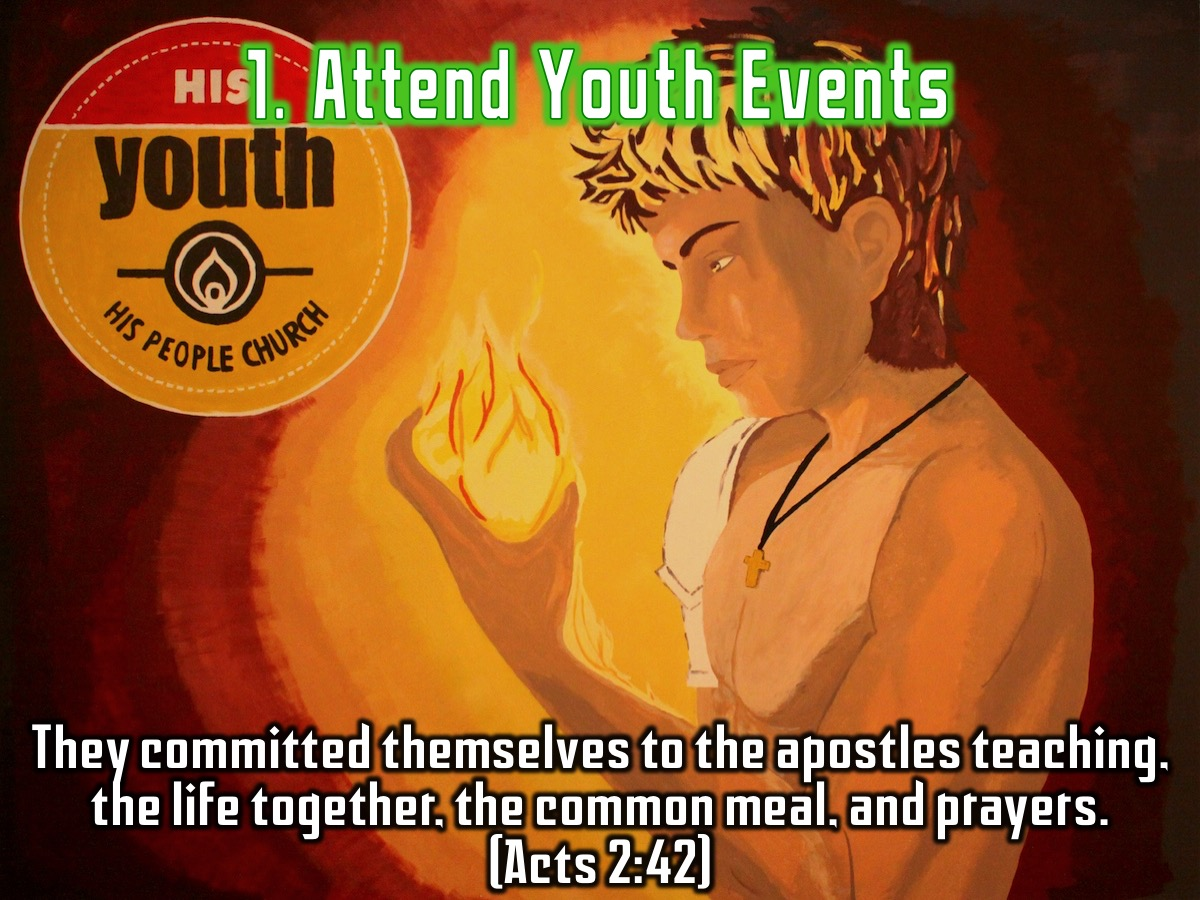 1. Attend Youth Events
HIS
youth
HIS PEOPLE CHURCH
They committed themselves to the apostles teaching,
the life together, the common meal, and prayers.
(Acts 2:42)